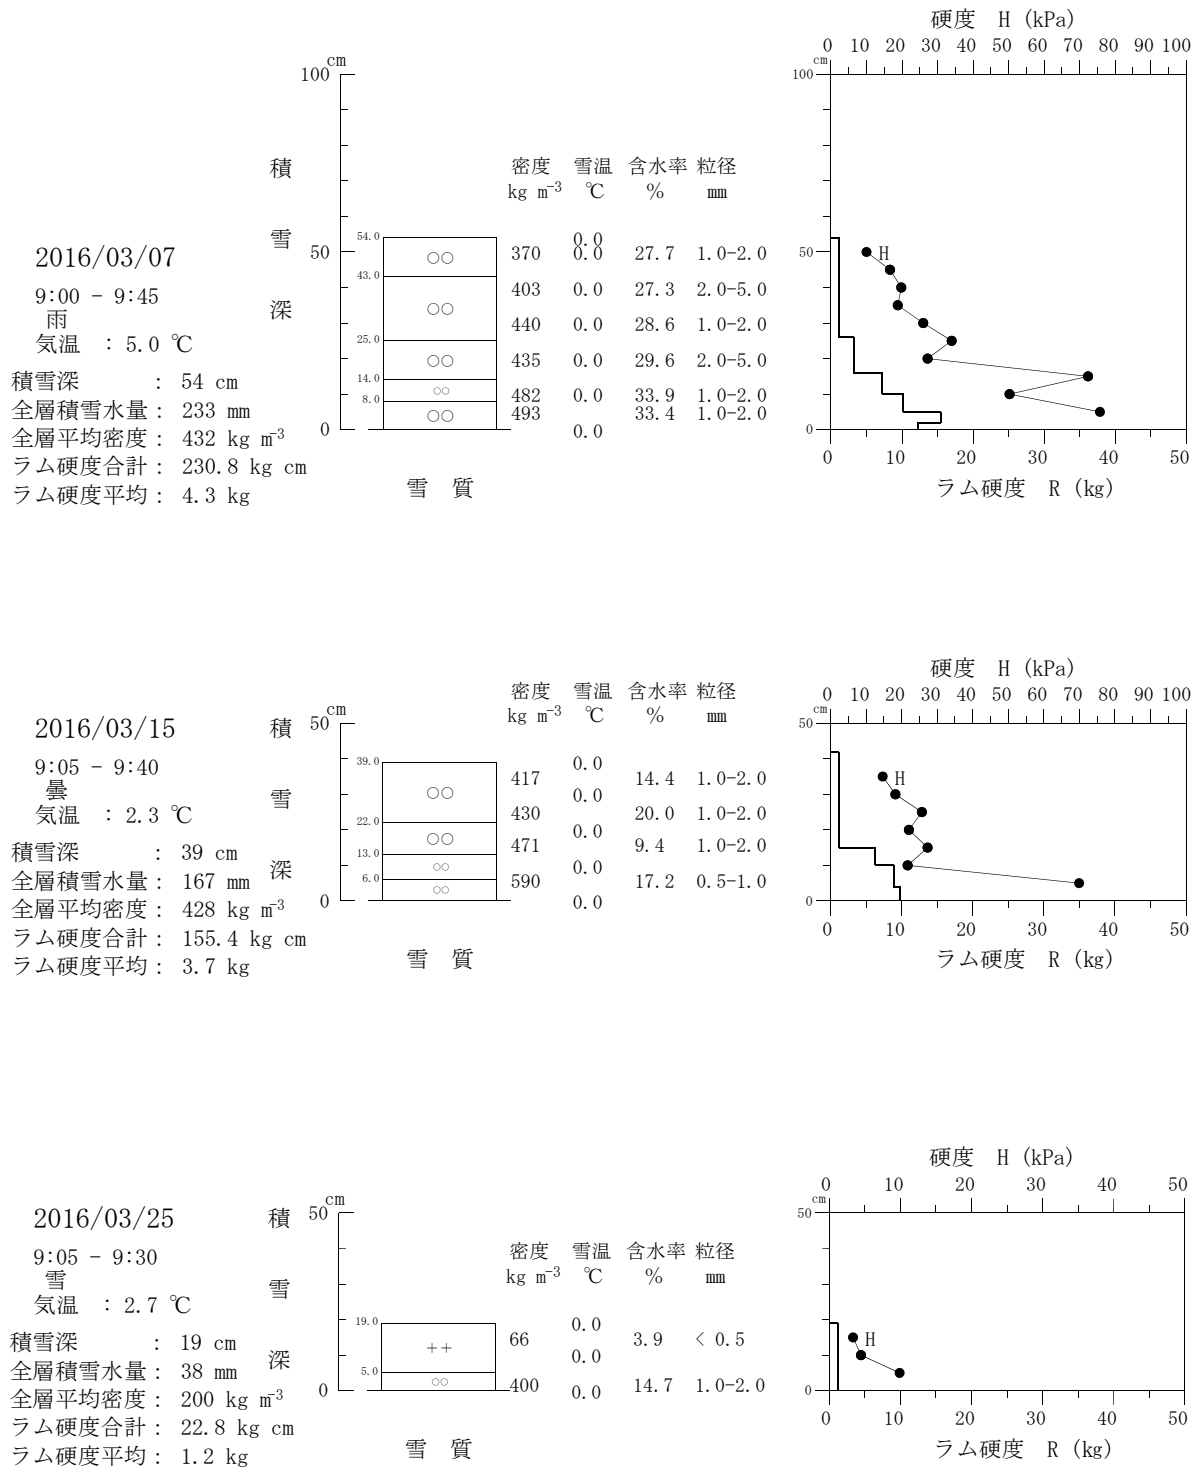 硬度 H (kPa)
0 10 20 30 40 50 60 70 80 90 100
cm
100
cm
100
積
密度 雪温 含水率 粒径
kg m-3 ℃ % mm
雪
54.0
0.0
2016/03/07
50
370 0.0 27.7 1.0-2.0
50
H
43.0
9:00 - 9:45
403 0.0 27.3 2.0-5.0
雨
深
440 0.0 28.6 1.0-2.0
気温 : 5.0 ℃
25.0
435 0.0 29.6 2.0-5.0
積雪深 : 54 cm
14.0
482 0.0 33.9 1.0-2.0
8.0
全層積雪水量 : 233 mm
493 33.4 1.0-2.0
0
0.0
0
全層平均密度 : 432 kg m-3
0 10 20 30 40 50
ラム硬度合計 : 230.8 kg cm
ラム硬度平均 : 4.3 kg
雪 質
ラム硬度 R (kg)
硬度 H (kPa)
0 10 20 30 40 50 60 70 80 90 100
密度 雪温 含水率 粒径
kg m-3 ℃ % mm
cm
50
cm
50
2016/03/15
積
39.0
0.0
9:05 - 9:40
417 14.4 1.0-2.0
H
曇
雪
0.0
気温 : 2.3 ℃
430 20.0 1.0-2.0
22.0
0.0
471 9.4 1.0-2.0
積雪深 : 39 cm
13.0
深
0.0
全層積雪水量 : 167 mm
6.0
590 17.2 0.5-1.0
0
0.0
0
全層平均密度 : 428 kg m-3
0 10 20 30 40 50
ラム硬度合計 : 155.4 kg cm
ラム硬度平均 : 3.7 kg
雪 質
ラム硬度 R (kg)
硬度 H (kPa)
0 10 20 30 40 50
cm
50
cm
50
2016/03/25
積
密度 雪温 含水率 粒径
kg m-3 ℃ % mm
9:05 - 9:30
雪
雪
気温 : 2.7 ℃
19.0
0.0
積雪深 : 19 cm
++
66 3.9 < 0.5
H
深
0.0
全層積雪水量 : 38 mm
5.0
400 14.7 1.0-2.0
0
0.0
0
全層平均密度 : 200 kg m-3
0 10 20 30 40 50
ラム硬度合計 : 22.8 kg cm
ラム硬度平均 : 1.2 kg
雪 質
ラム硬度 R (kg)